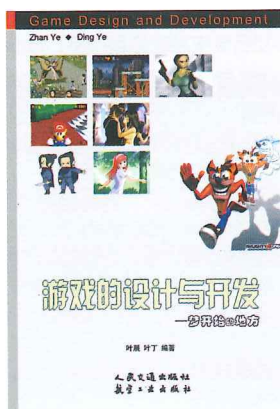 Game Design and Development
Zhan Ye ◆ Ding Ye
游戏的设计与开发
—梦开始的地方
叶展 叶丁 编著
人民交通出版社
航空工业出版社